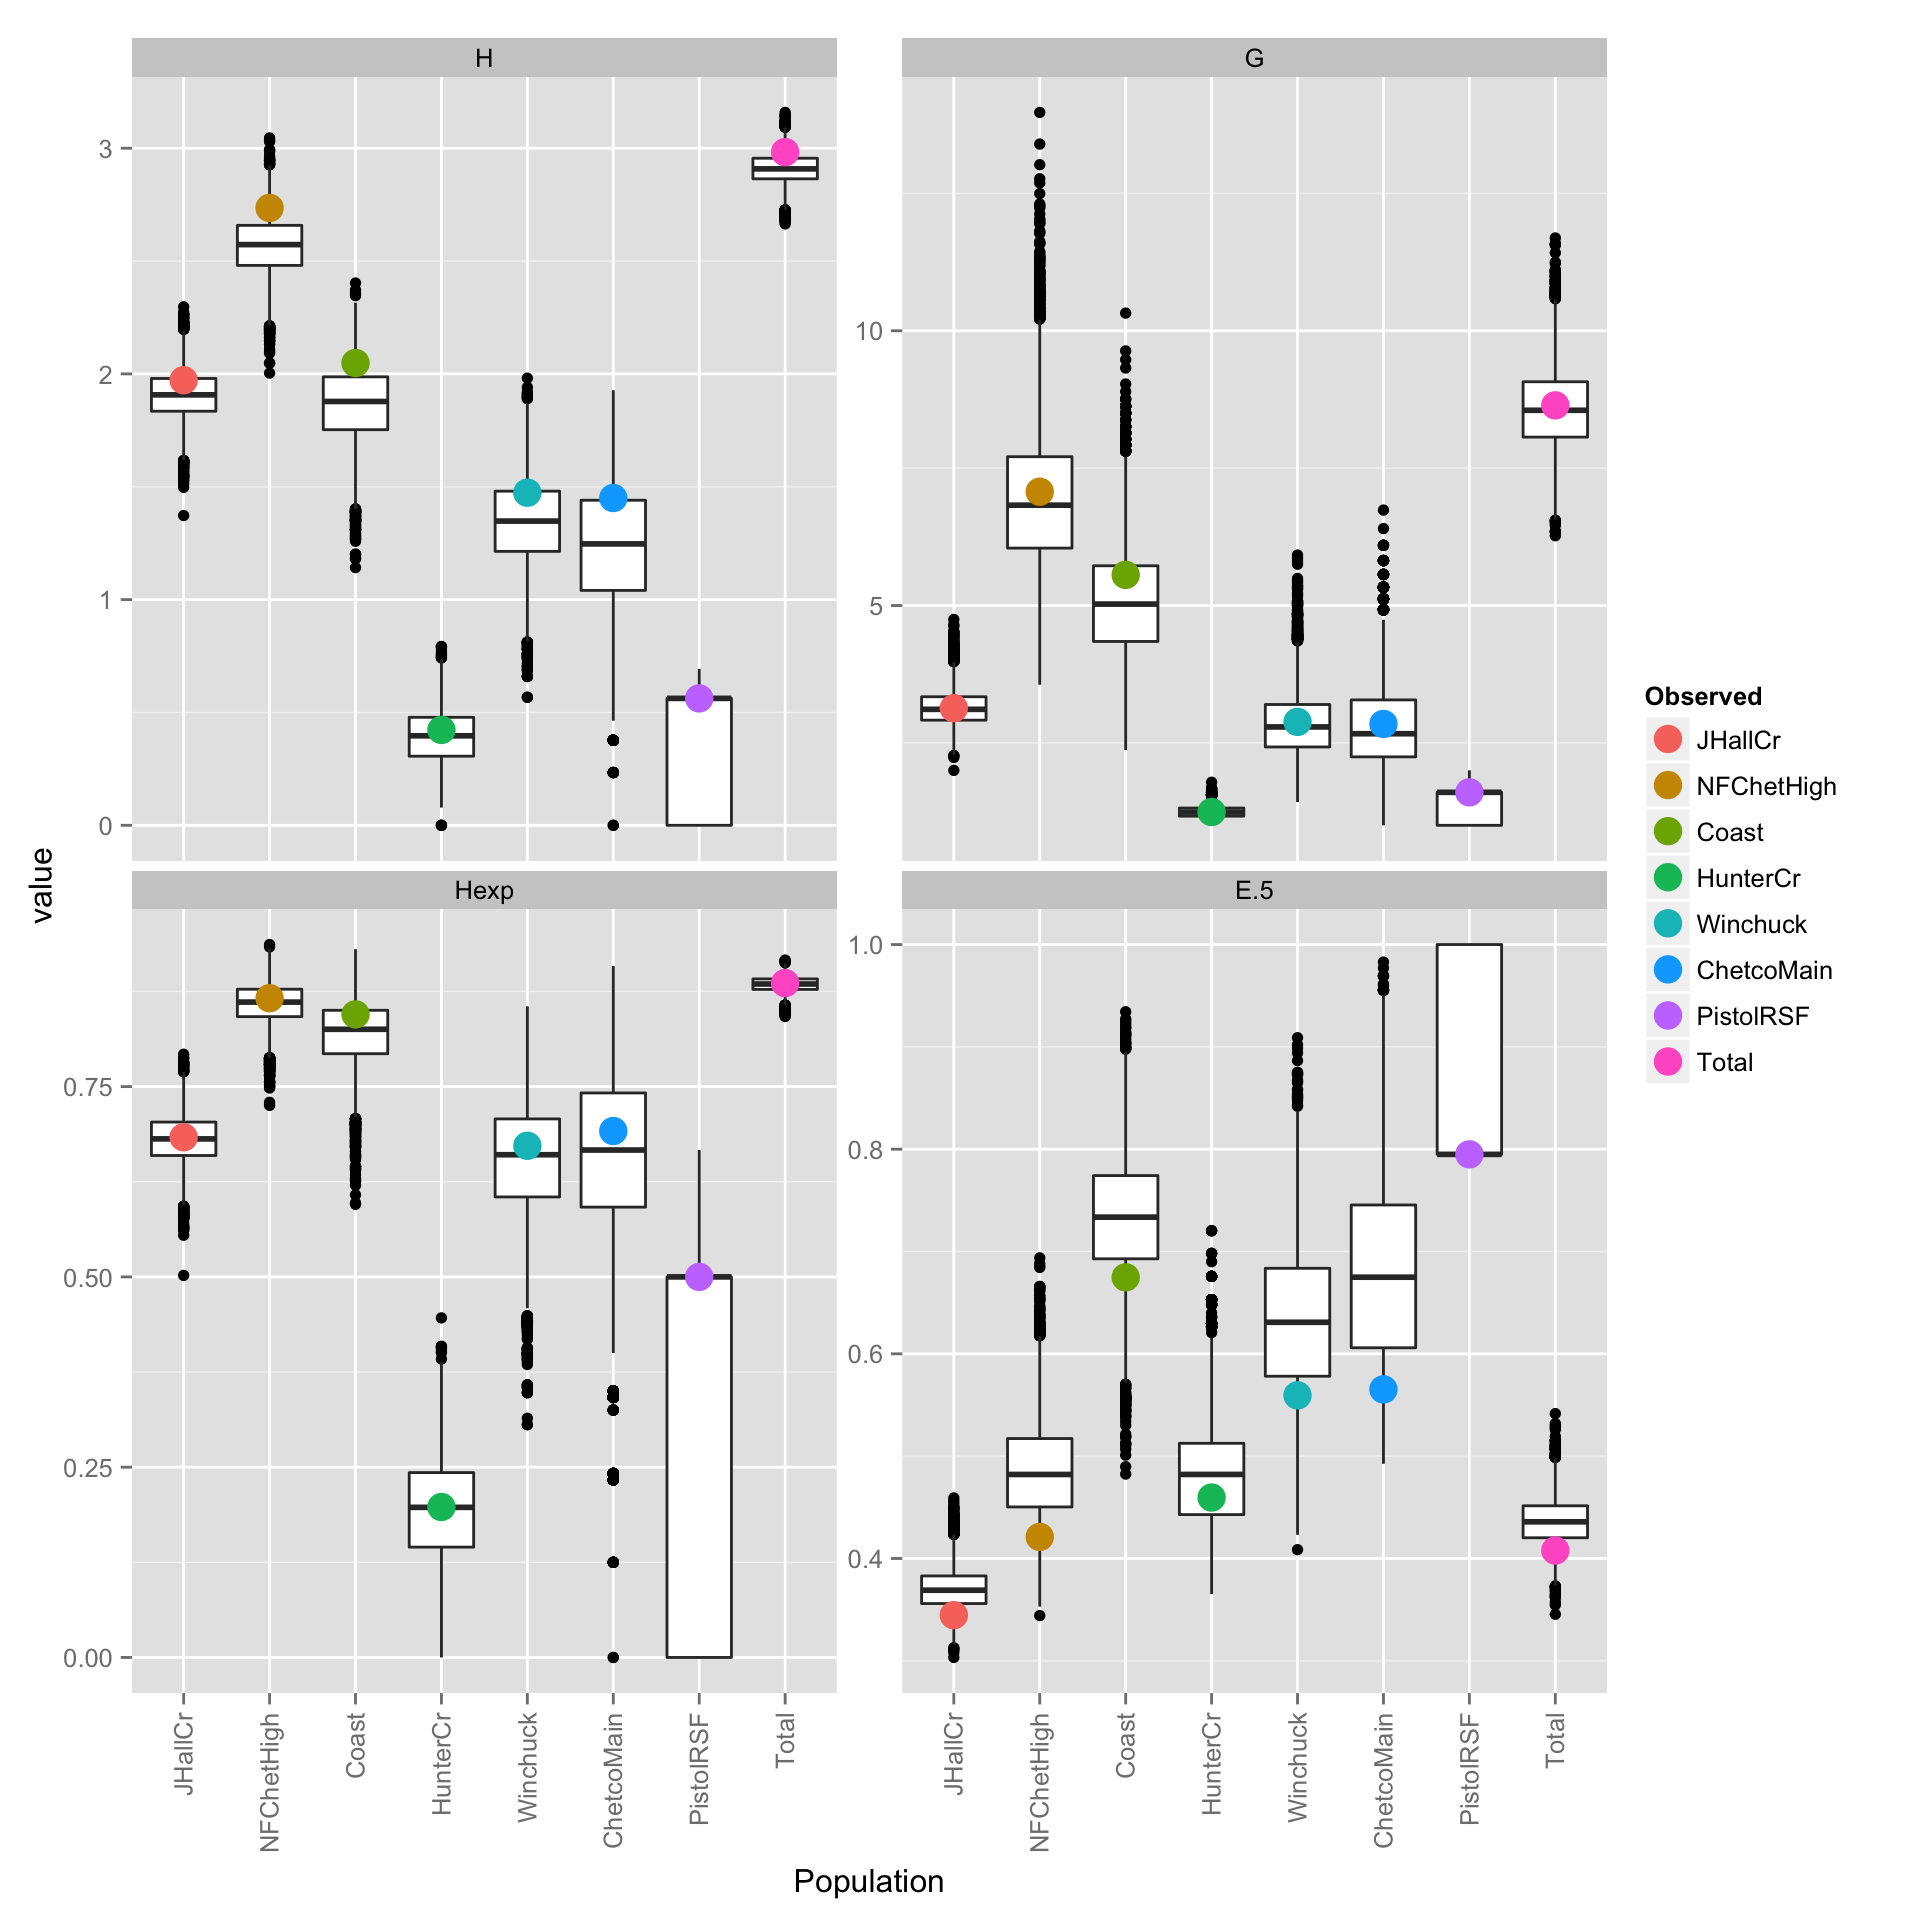 H
G
3
2
1
0
10
5
value
Hexp
E.5
0.75
0.50
0.25
0.00
1.0
0.8
0.6
0.4
JHallCr
NFChetHigh
Coast
HunterCr
Winchuck
ChetcoMain
PistolRSF
Total
JHallCr
NFChetHigh
Coast
HunterCr
Winchuck
ChetcoMain
PistolRSF
Total
Population
Observed
JHallCr
NFChetHigh
Coast
HunterCr
Winchuck
ChetcoMain
PistolRSF
Total